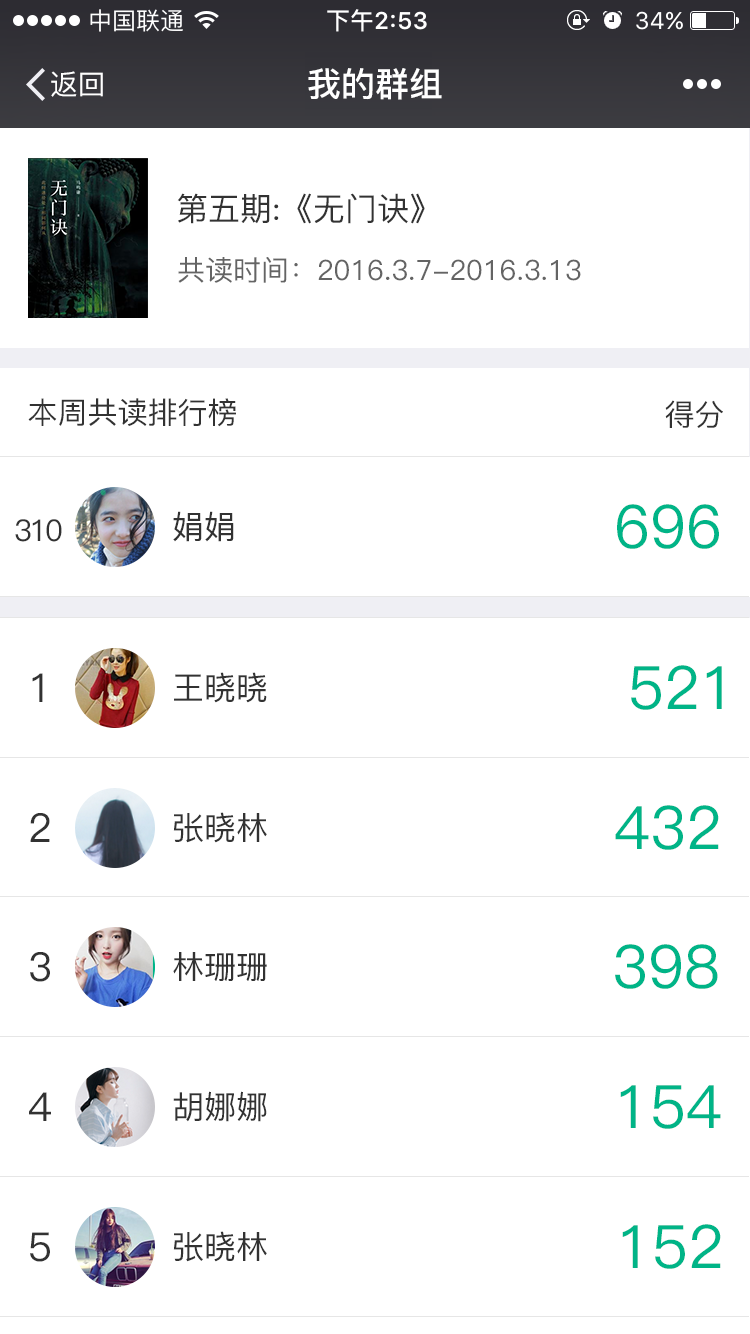 中国联通 下午2:53 34%
返回 我的群组
无门诀
第五期:《无门诀》
共读时间：2016.3.7-2016.3.13
本周共读排行榜 得分
310 娟娟 696
1 王晓晓 521
2 张晓林 432
3 林珊珊 398
4 胡娜娜 154
5 张晓林 152